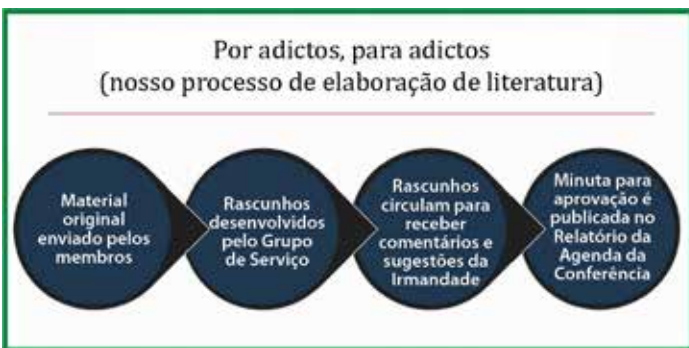 Por adictos, para adictos
(nosso processo de elaboração de literatura)
Material
original
enviado pelos
membros
Rascunhos
desenvolvidos
pelo Grupo
de Serviço
Rascunhos
circulam para
receber
comentários e
sugestões da
Irmandade
Minuta para
aprovação é
publicada no
Relatório da
Agenda da
Conferência